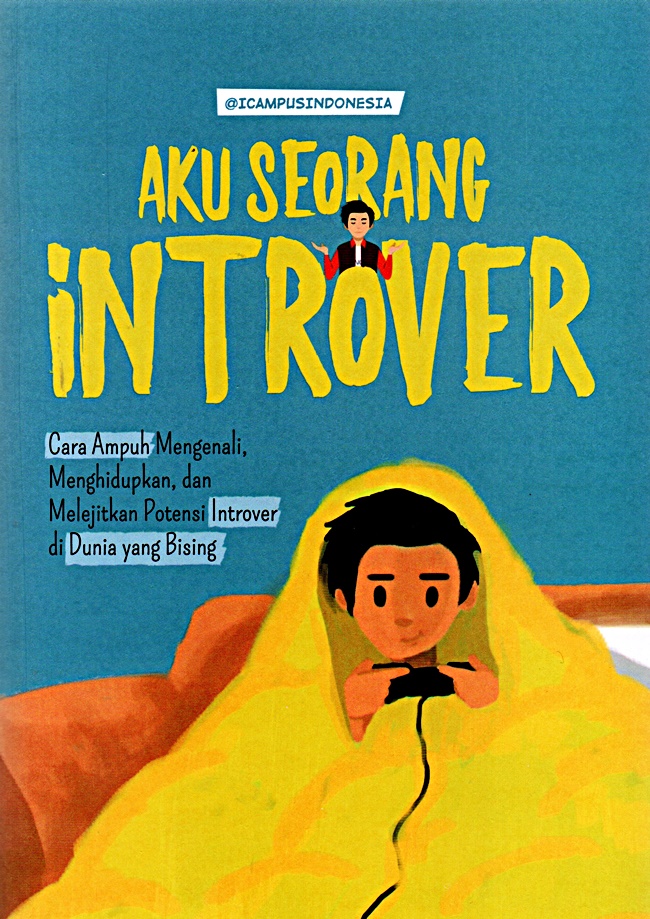 @ICAMPUSINDONESIA
AKU SEORANG
iNTROVER
Cara Ampuh Mengenali,
Menghidupkan, dan
Melejitkan Potensi Introver
di Dunia yang Bising